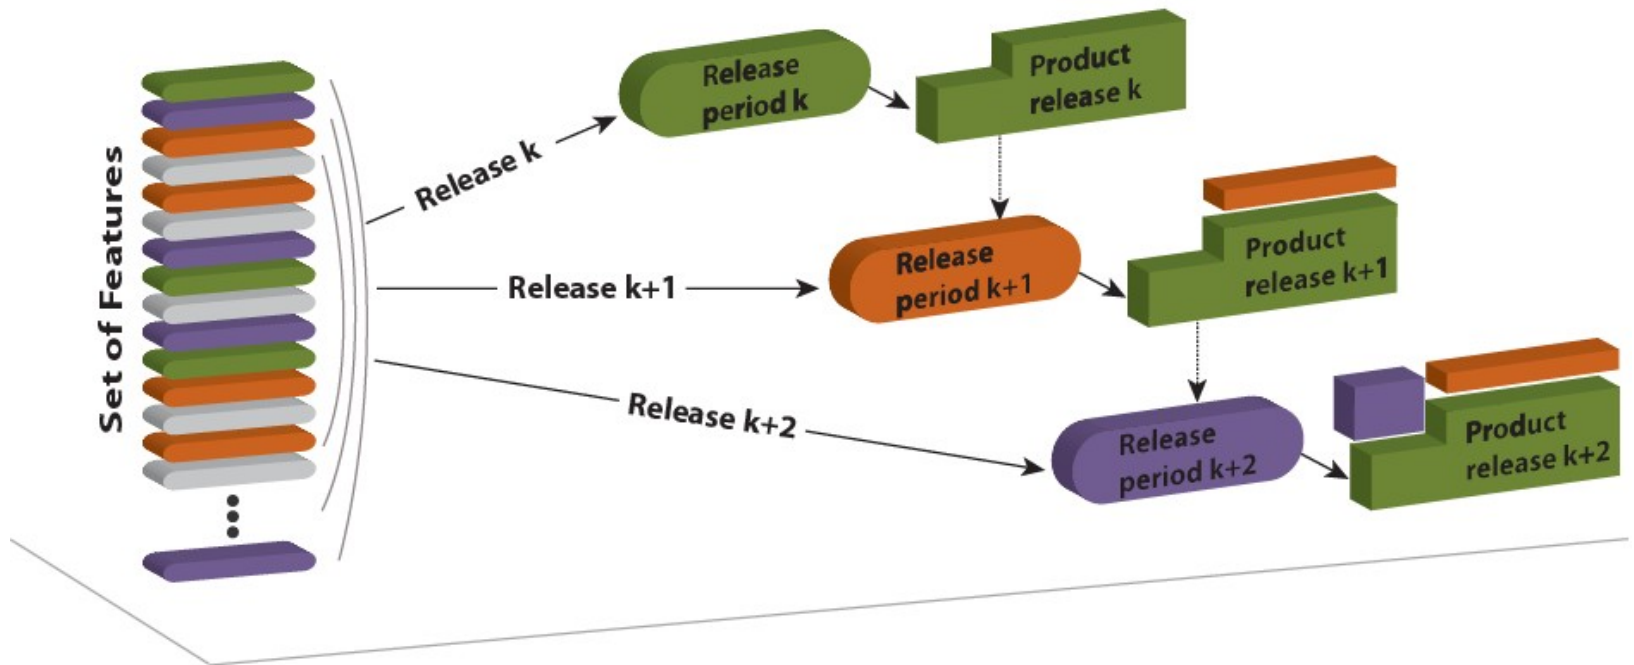 Set of Features
Release k
Release
period k
Product
release k
Release k+1
Release
period k+1
Product
release k+1
Release k+2
Release
period k+2
Product
release k+2